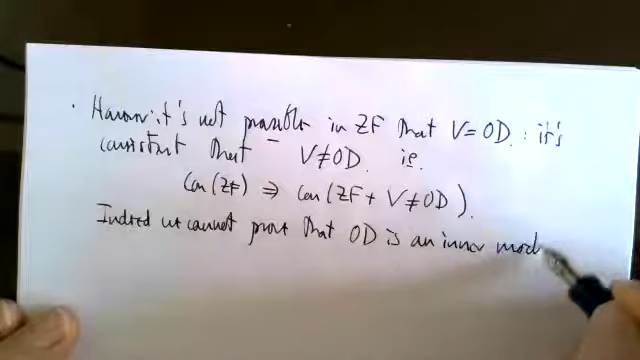 · However: it's not provable in ZF that V=OD: it's
consistent that V≠OD. ie.
Con(ZF) ⇒ Con(ZF + V≠OD).
Indeed we cannot prove that OD is an inner mod